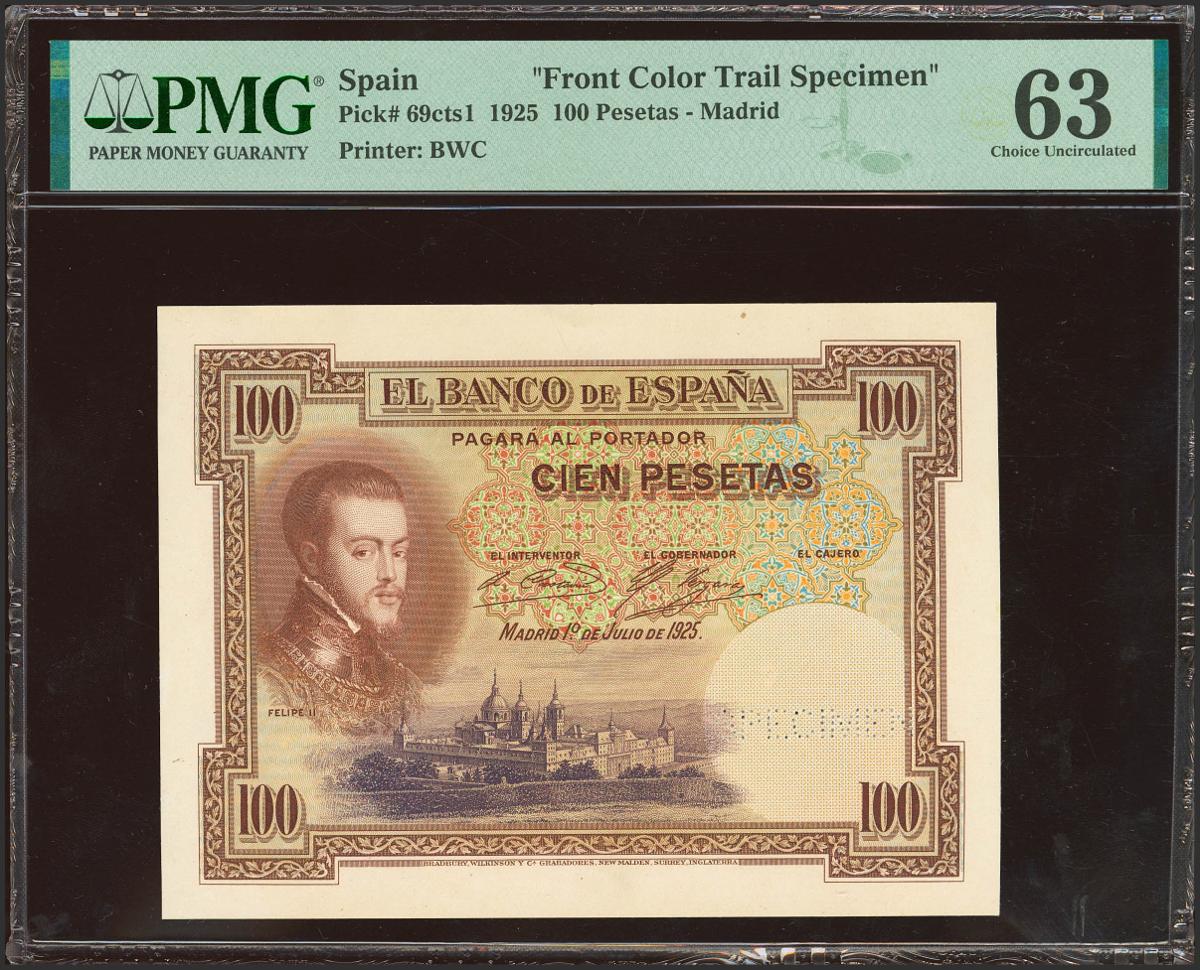 PMG® Spain "Front Color Trail Specimen" 63
Pick# 69cts1 1925 100 Pesetas - Madrid
PAPER MONEY GUARANTY Printer: BWC Choice Uncirculated
100 EL BANCO DE ESPAÑA 100
PAGARÁ AL PORTADOR
CIEN PESETAS
EL INTERVENTOR EL GOBERNADOR EL CAJERO
MADRID 1º DE JULIO DE 1925.
FELIPE II
SPECIMEN
100 100
BRADBURY, WILKINSON Y Cª GRABADORES, NEW MALDEN, SURREY, INGLATERRA